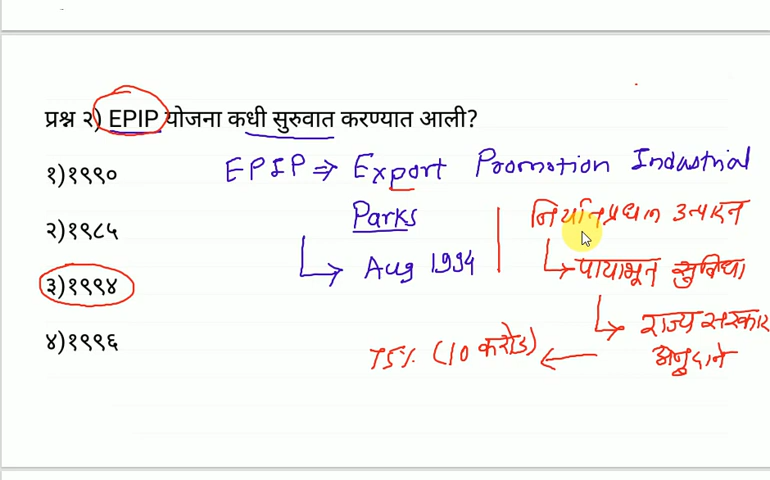 प्रश्न २) EPIP योजना कधी सुरुवात करण्यात आली?
१)१९९०
EPIP ⇒ Export Promotion Industrial
Parks
निर्यातप्रधान उत्पादन
२)१९८५
Aug 1994
पायाभूत सुविधा
३)१९९४
राज्य सरकार
अनुदाने
४)१९९६
75% (10 करोड)